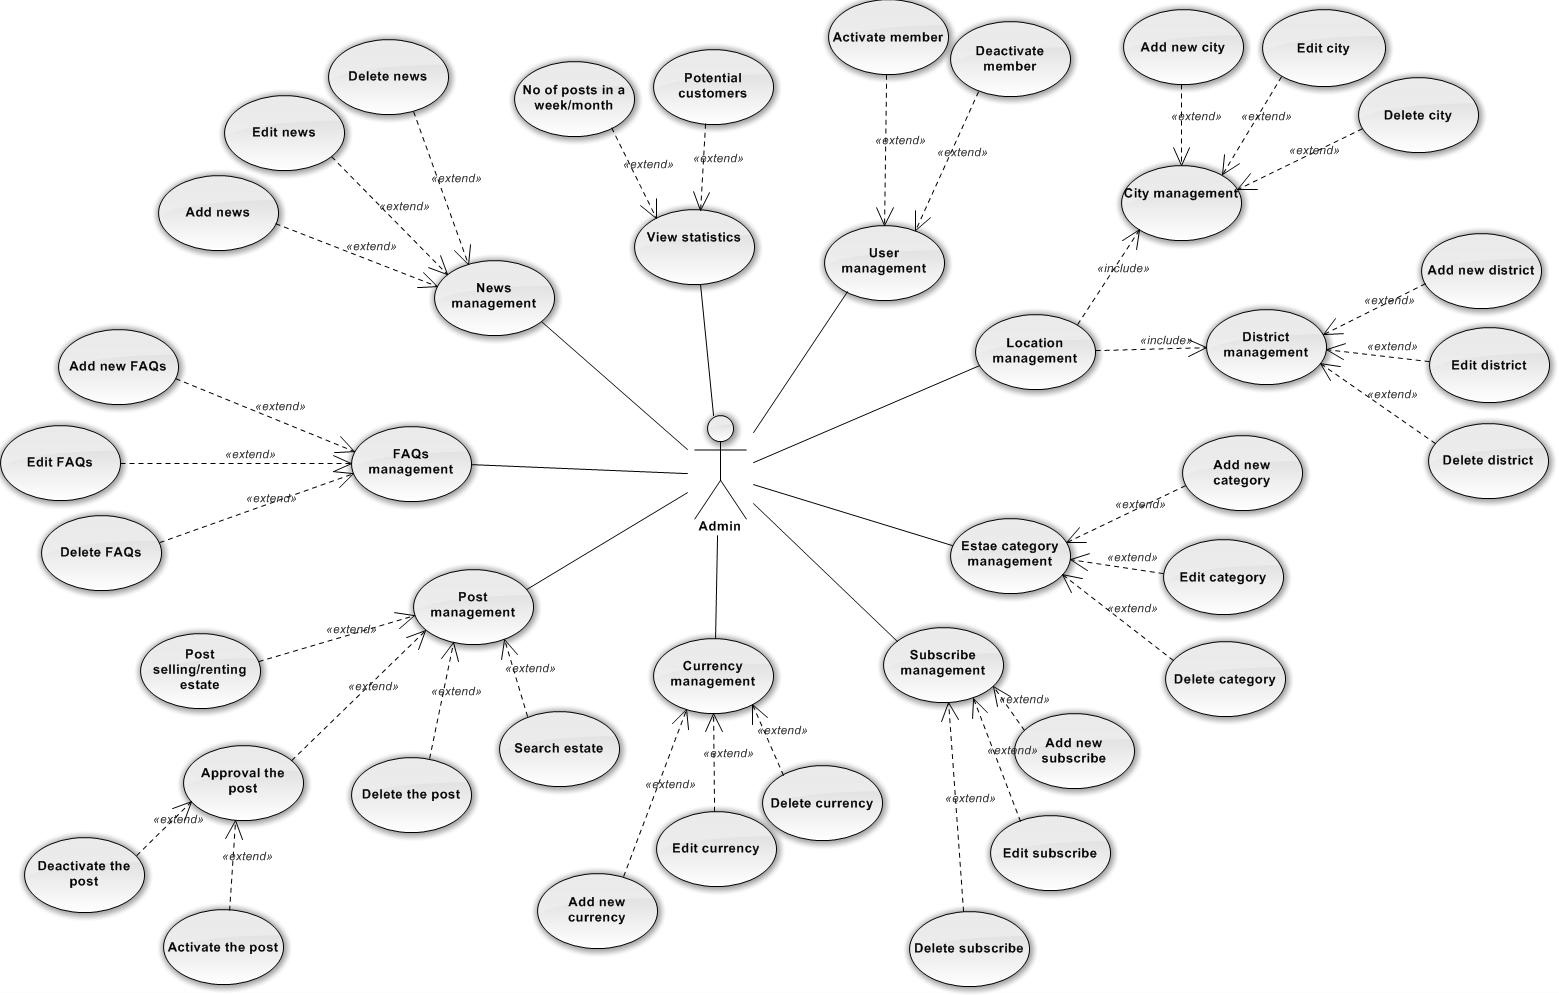 Activate member
Deactivate
member
Add new city
Edit city
Delete city
Delete news
Edit news
Add news
No of posts in a
week/month
Potential
customers
«extend»
«extend»
«extend»
«extend»
«extend»
«extend»
«extend»
«extend»
«extend»
«extend»
City management
View statistics
User
management
News
management
«include»
Add new district
«extend»
Location
management
«include»
District
management
«extend»
Edit district
Add new FAQs
«extend»
«extend»
Edit FAQs
«extend»
FAQs
management
Delete district
«extend»
Delete FAQs
Admin
Add new
category
«extend»
Estae category
management
«extend»
Edit category
«extend»
Delete category
Post
management
«extend»
Post
selling/renting
estate
«extend»
«extend»
«extend»
Search estate
Approval the
post
Delete the post
«extend»
Deactivate the
post
«extend»
Activate the post
Currency
management
«extend»
«extend»
«extend»
Delete currency
Edit currency
Add new
currency
Subscribe
management
«extend»
Add new
subscribe
«extend»
«extend»
Edit subscribe
Delete subscribe